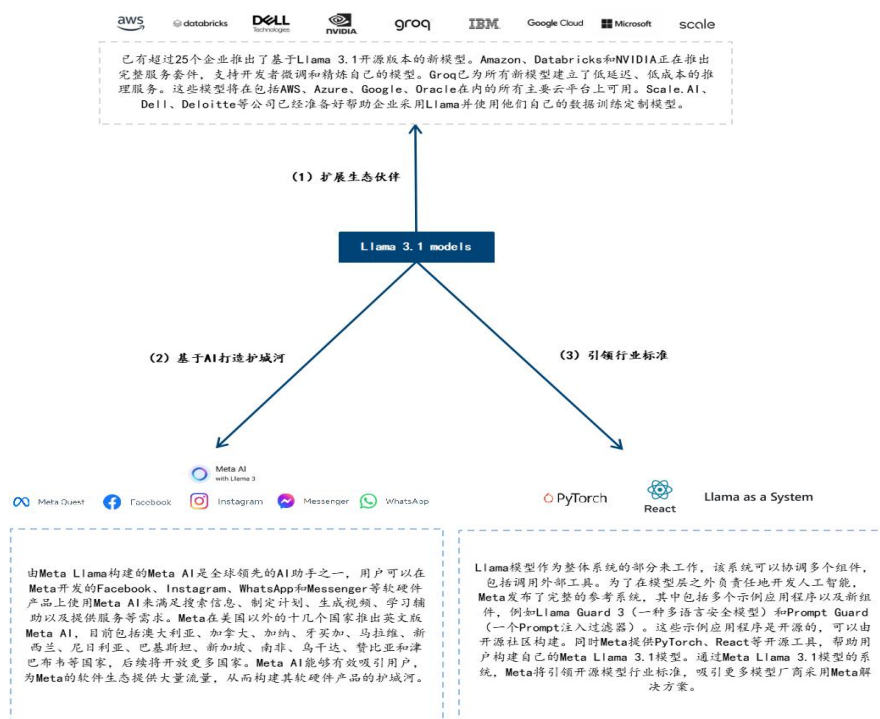 aws databricks DELL Technologies NVIDIA groq IBM Google Cloud Microsoft scale
已有超过25个企业推出了基于Llama 3.1开源版本的新模型。Amazon、Databricks和NVIDIA正在推出
完整服务套件，支持开发者微调和精炼自己的模型。Groq已为所有新模型建立了低延迟、低成本的推
理服务。这些模型将在包括AWS、Azure、Google、Oracle在内的所有主要云平台上可用。Scale.AI、
Dell、Deloitte等公司已经准备好帮助企业采用Llama并使用他们自己的数据训练定制模型。
（1）扩展生态伙伴
Llama 3.1 models
（2）基于AI打造护城河
（3）引领行业标准
Meta AI
with Llama 3
Meta Quest Facebook Instagram Messenger WhatsApp
由Meta Llama构建的Meta AI是全球领先的AI助手之一，用户可以在
Meta开发的Facebook、Instagram、WhatsApp和Messenger等软硬件
产品上使用Meta AI来满足搜索信息、制定计划、生成视频、学习辅
助以及提供服务等需求。Meta在美国以外的十几个国家推出英文版
Meta AI，目前包括澳大利亚、加拿大、加纳、牙买加、马拉维、新
西兰、尼日利亚、巴基斯坦、新加坡、南非、乌干达、赞比亚和津
巴布韦等国家，后续将开放更多国家。Meta AI能够有效吸引用户，
为Meta的软件生态提供大量流量，从而构建其软硬件产品的护城河。
PyTorch React Llama as a System
Llama模型作为整体系统的部分来工作，该系统可以协调多个组件，
包括调用外部工具。为了在模型层之外负责任地开发人工智能，
Meta发布了完整的参考系统，其中包括多个示例应用程序以及新组
件，例如Llama Guard 3（一种多语言安全模型）和Prompt Guard
（一个Prompt注入过滤器）。这些示例应用程序是开源的，可以由
开源社区构建。同时Meta提供PyTorch、React等开源工具，帮助用
户构建自己的Meta Llama 3.1模型。通过Meta Llama 3.1模型的系
统，Meta将引领开源模型行业标准，吸引更多模型厂商采用Meta解
决方案。